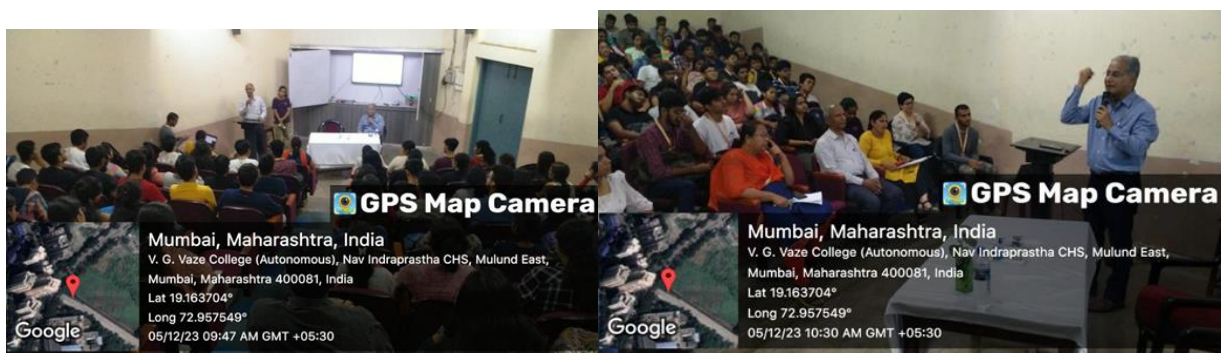 GPS Map Camera
Mumbai, Maharashtra, India
V. G. Vaze College (Autonomous), Nav Indraprastha CHS, Mulund East,
Mumbai, Maharashtra 400081, India
Lat 19.163704°
Long 72.957549°
05/12/23 09:47 AM GMT +05:30
Google
GPS Map Camera
Mumbai, Maharashtra, India
V. G. Vaze College (Autonomous), Nav Indraprastha CHS, Mulund East,
Mumbai, Maharashtra 400081, India
Lat 19.163704°
Long 72.957549°
05/12/23 10:30 AM GMT +05:30
Google